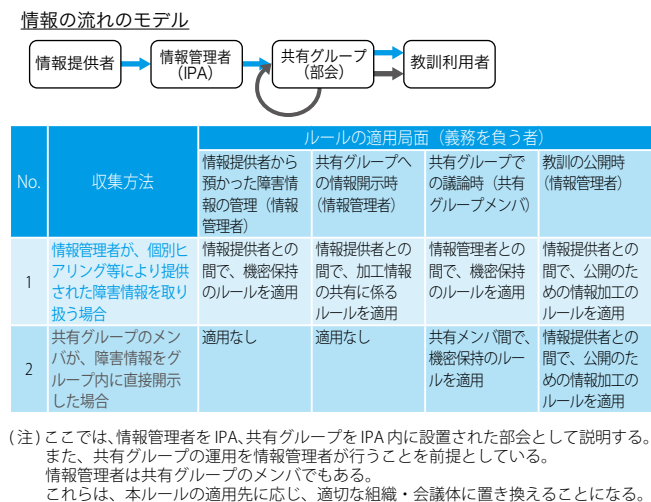 情報の流れのモデル
情報提供者
情報管理者
（IPA）
共有グループ
（部会）
教訓利用者
No.
収集方法
ルールの適用局面（義務を負う者）
情報提供者から
預かった障害情
報の管理（情報
管理者）
共有グループへ
の情報開示時
（情報管理者）
共有グループで
の議論時（共有
グループメンバ）
教訓の公開時
（情報管理者）
1
情報管理者が、個別ヒ
アリング等により提供
された障害情報を取り
扱う場合
情報提供者との
間で、機密保持
のルールを適用
情報提供者との
間で、加工情報
の共有に係る
ルールを適用
情報管理者との
間で、機密保持
のルールを適用
情報提供者との
間で、公開のた
めの情報加工の
ルールを適用
2
共有グループのメン
バが、障害情報をグ
ループ内に直接開示
した場合
適用なし
適用なし
共有メンバ間で、
機密保持のルー
ルを適用
情報提供者との
間で、公開のた
めの情報加工の
ルールを適用
(注)ここでは、情報管理者を IPA、共有グループを IPA 内に設置された部会として説明する。
また、共有グループの運用を情報管理者が行うことを前提としている。
情報管理者は共有グループのメンバでもある。
これらは、本ルールの適用先に応じ、適切な組織・会議体に置き換えることになる。